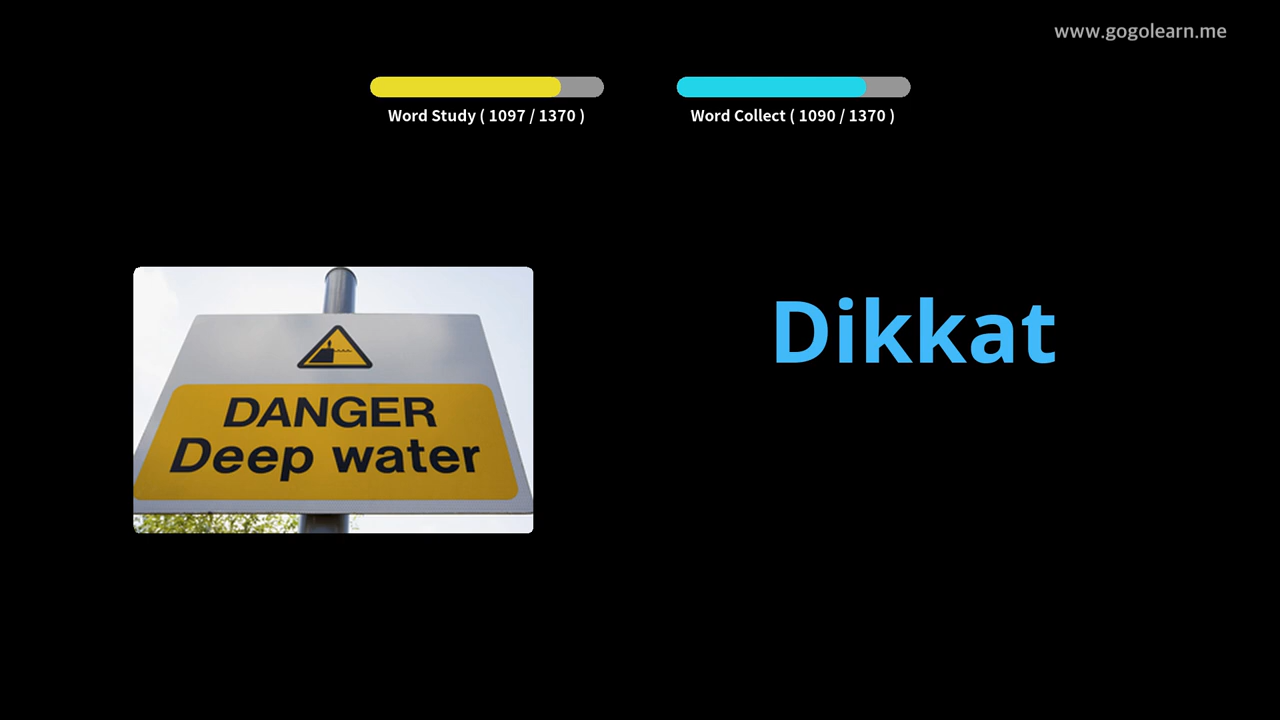 www.gogolearn.me
Word Study ( 1097 / 1370 )
Word Collect ( 1090 / 1370 )
DANGER
Deep water
Dikkat